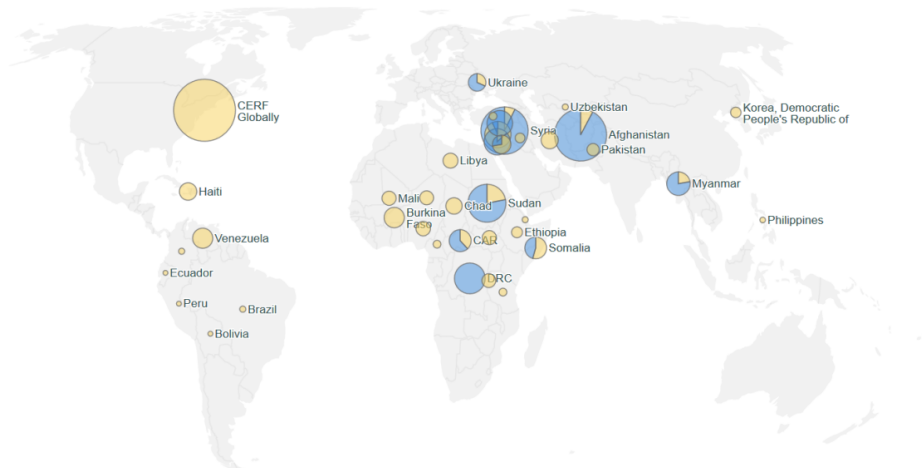 Ukraine
CERF
Globally
Uzbekistan
Korea, Democratic
People's Republic of
Syria
Afghanistan
Pakistan
Libya
Myanmar
Haiti
Mali
Chad
Sudan
Burkina
Faso
Philippines
Ethiopia
Venezuela
CAR
Somalia
Ecuador
DRC
Peru
Brazil
Bolivia